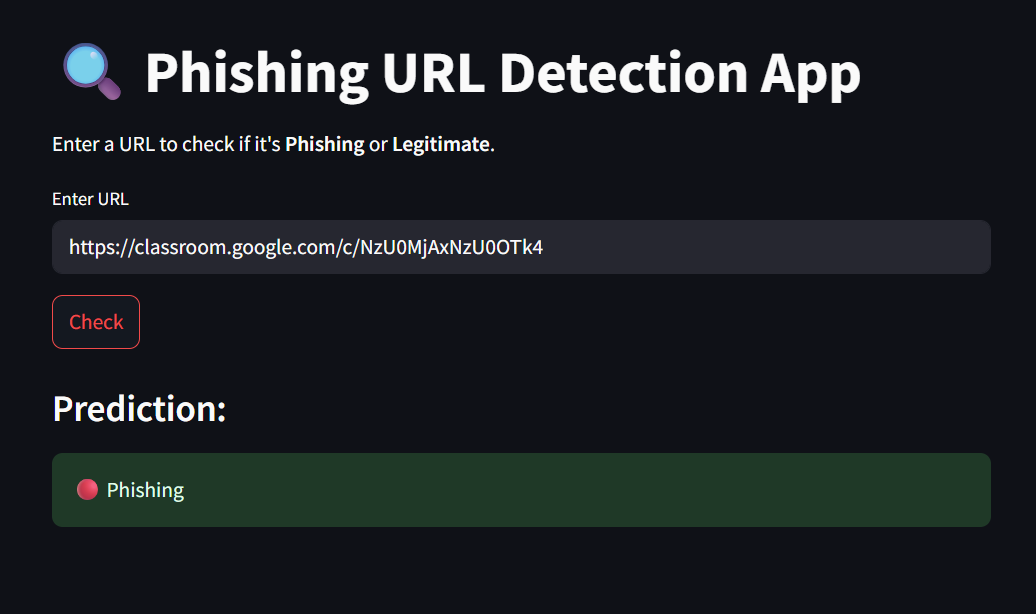 Phishing URL Detection App
Enter a URL to check if it's Phishing or Legitimate.
Enter URL
https://classroom.google.com/c/NzU0MjAxNzU0OTk4
Check
Prediction:
Phishing